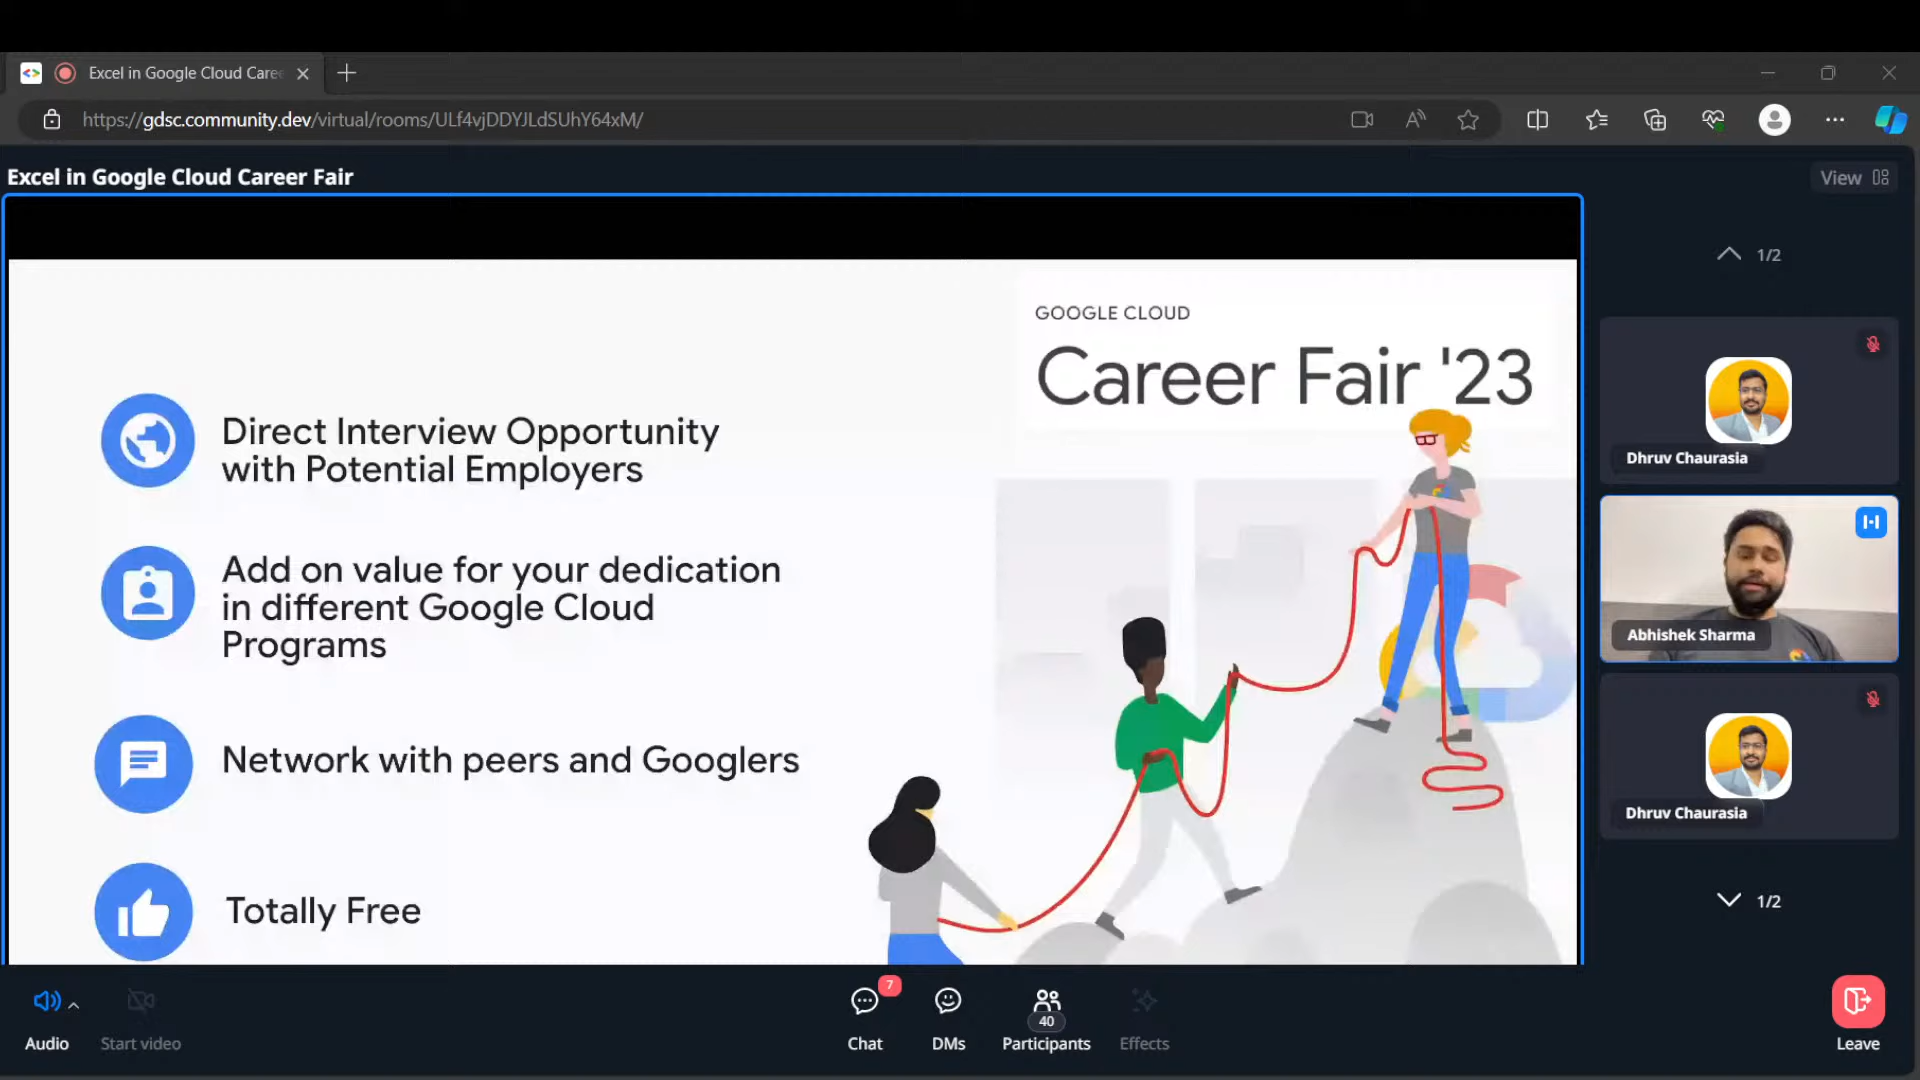 Excel in Google Cloud Caree
https://gdsc.community.dev/virtual/rooms/ULf4vjDDYJLdSUhY64xM/
Excel in Google Cloud Career Fair
View
1/2
GOOGLE CLOUD
Career Fair '23
Direct Interview Opportunity
with Potential Employers
Add on value for your dedication
in different Google Cloud
Programs
Network with peers and Googlers
Totally Free
Dhruv Chaurasia
Abhishek Sharma
Dhruv Chaurasia
1/2
Audio
Start video
7
Chat
DMs
40
Participants
Effects
Leave